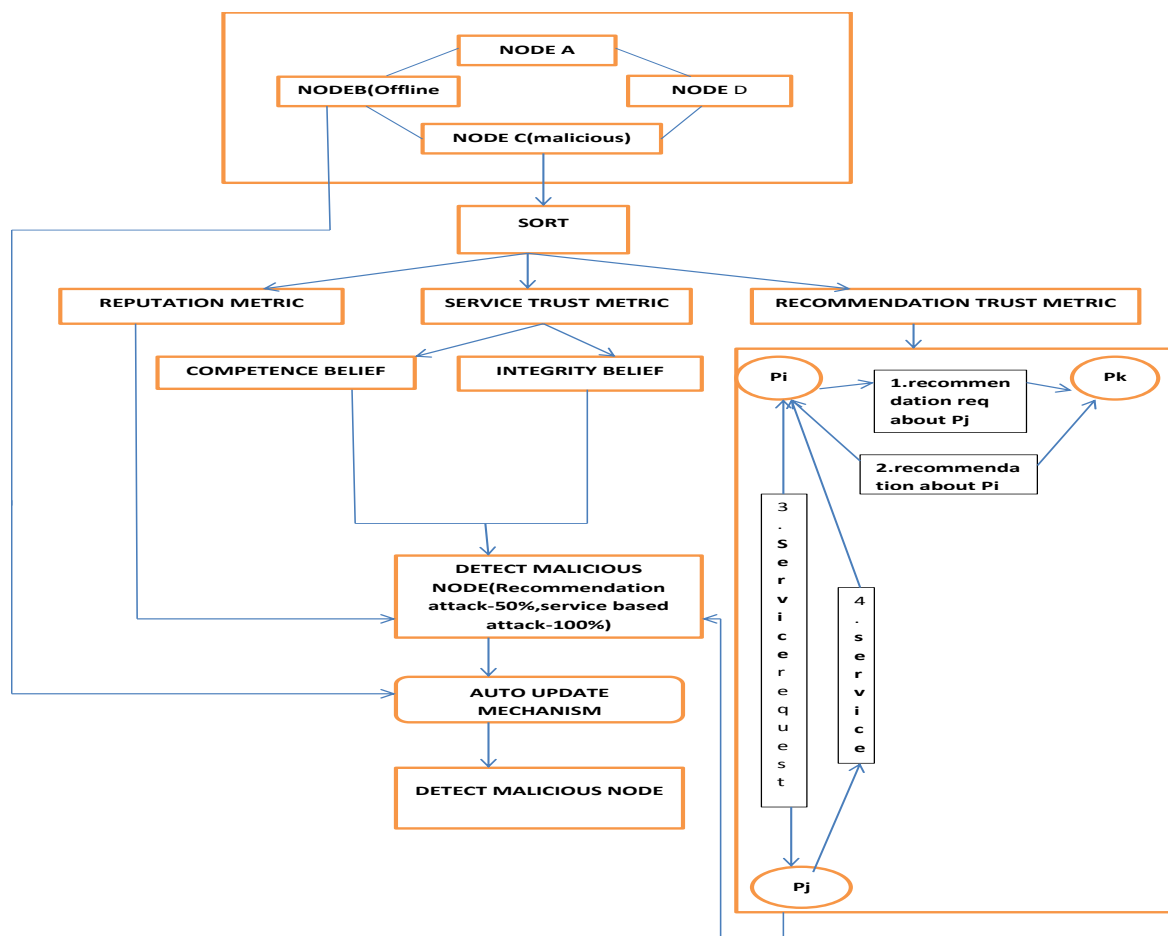 NODE A
NODEB(Offline
NODE D
NODE C(malicious)
SORT
REPUTATION METRIC
SERVICE TRUST METRIC
RECOMMENDATION TRUST METRIC
COMPETENCE BELIEF
INTEGRITY BELIEF
Pi
1.recommen
dation req
about Pj
Pk
2.recommenda
tion about Pi
3.Servicerequest
4.service
DETECT MALICIOUS
NODE(Recommendation
attack-50%,service based
attack-100%)
AUTO UPDATE
MECHANISM
DETECT MALICIOUS NODE
Pj